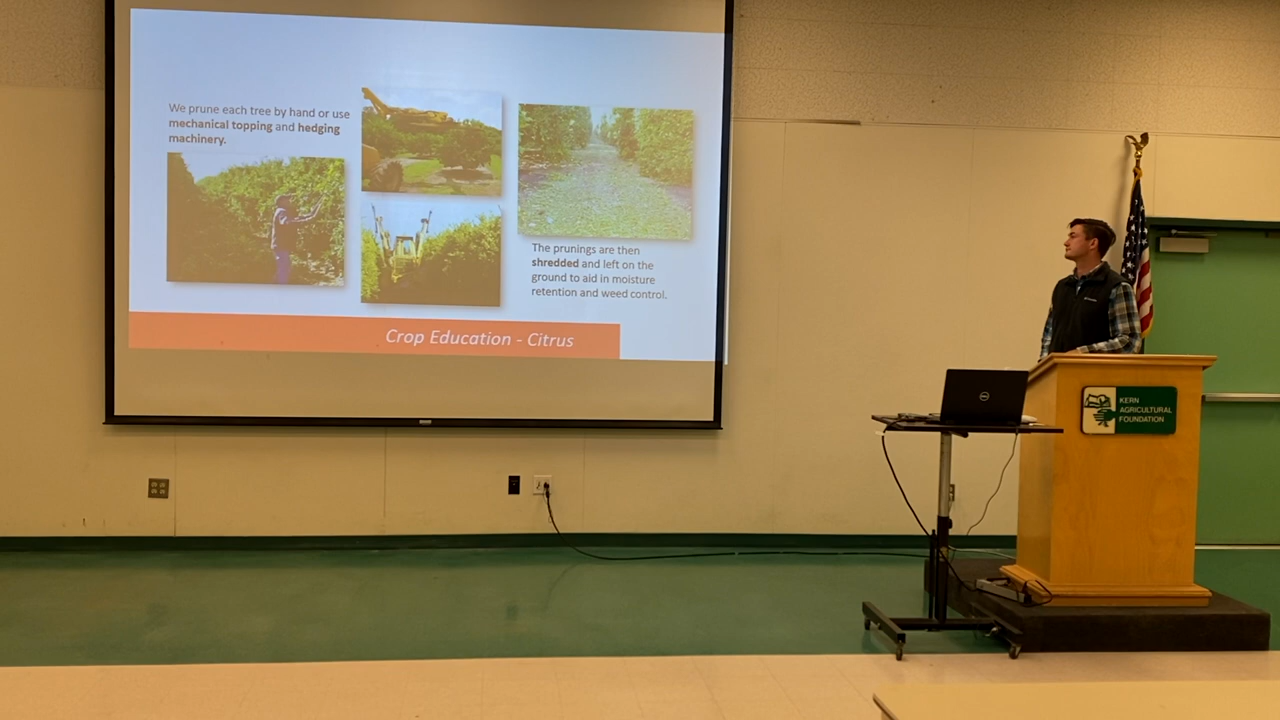 We prune each tree by hand or use
mechanical topping and hedging
machinery.
The prunings are then
shredded and left on the
ground to aid in moisture
retention and weed control.
Crop Education - Citrus
KERN
AGRICULTURAL
FOUNDATION
DELL